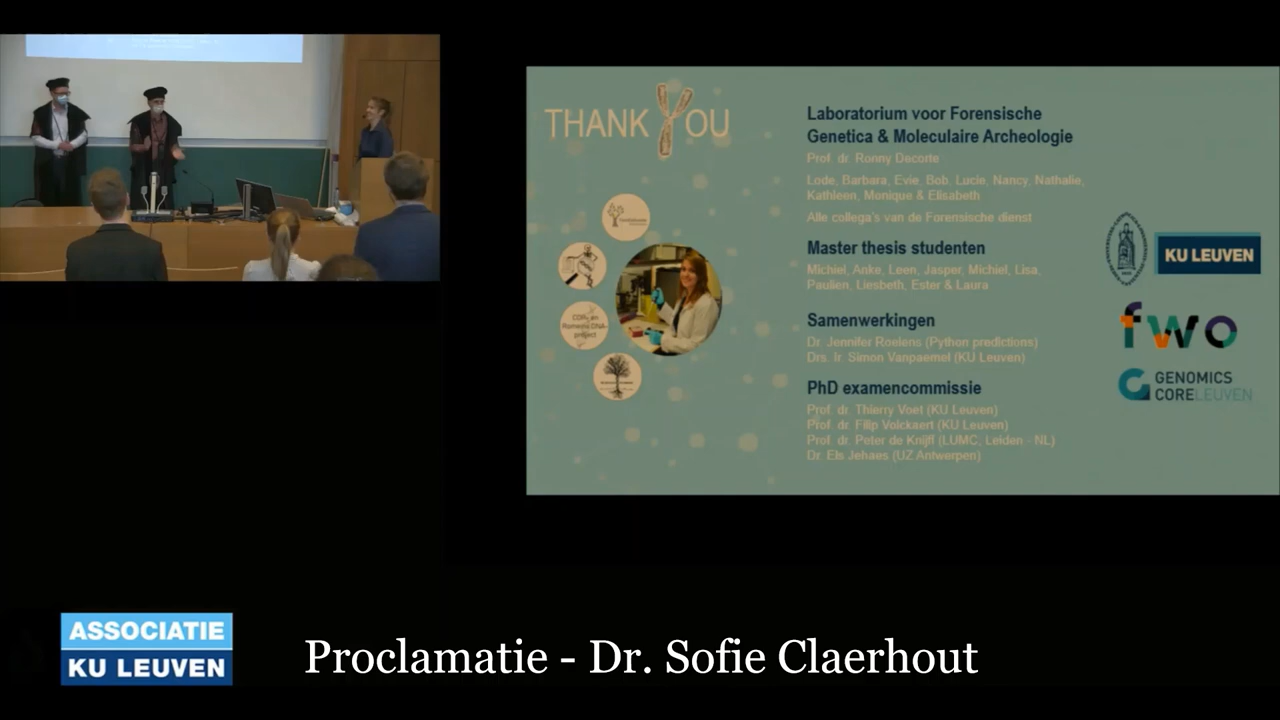 THANK YOU
Laboratorium voor Forensische
Genetica & Moleculaire Archeologie
Prof. dr. Ronny Decorte
Lode, Barbara, Evie, Bob, Lucie, Nancy, Nathalie,
Kathleen, Monique & Elisabeth
Alle collega's van de Forensische dienst
Master thesis studenten
Michiel, Anke, Leen, Jasper, Michiel, Lisa,
Paulien, Liesbeth, Ester & Laura
Samenwerkingen
Dr. Jennifer Roelens (Python predictions)
Drs. Ir. Simon Vanpaemel (KU Leuven)
PhD examencommissie
Prof. dr. Thierry Voet (KU Leuven)
Prof. dr. Filip Volckaert (KU Leuven)
Prof. dr. Peter de Knijff (LUMC, Leiden - NL)
Dr. Els Jehaes (UZ Antwerpen)
KU LEUVEN
fwo
GENOMICS
CORELEUVEN
ASSOCIATIE
KU LEUVEN
Proclamatie - Dr. Sofie Claerhout